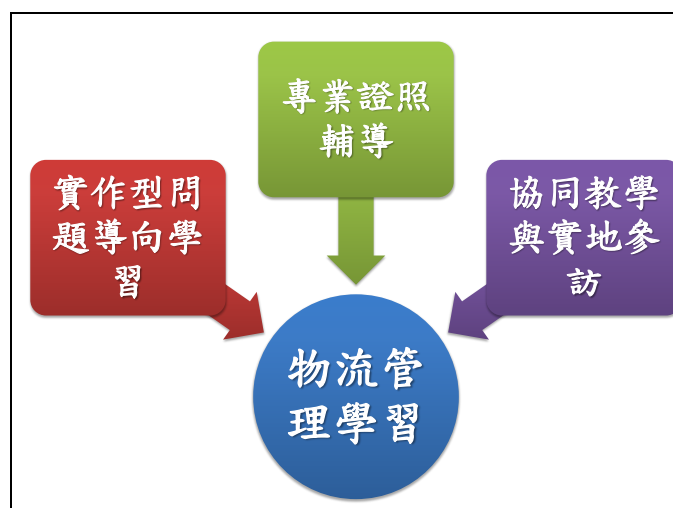 專業證照
輔導
實作型問
題導向學
習
協同教學
與實地參
訪
物流管
理學習